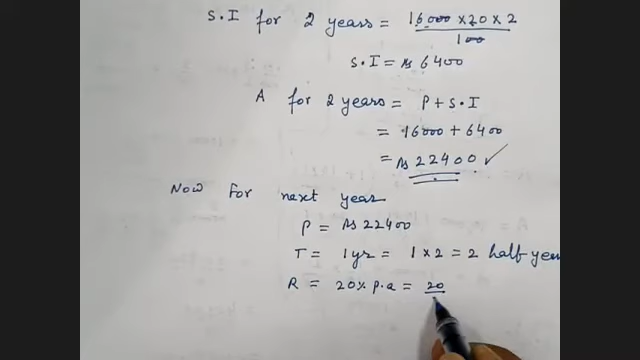 S.I for 2 years = 16000 × 20 × 2 / 100
S.I = ₨ 6400
A for 2 years = P + S.I
= 16000 + 6400
= ₨ 22400 ✓
Now for next year
P = ₨ 22400
T = 1 yr = 1 × 2 = 2 half year
R = 20% p.a = 20/